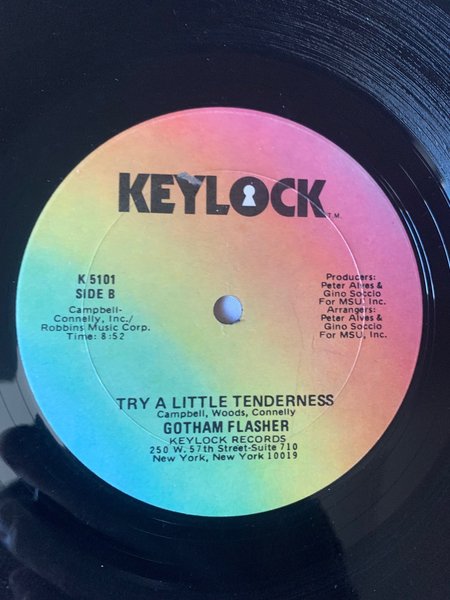 KEYLOCK T.M.
K 5101
SIDE B
Campbell-
Connelly, Inc./
Robbins Music Corp.
Time: 8:52
Producers:
Peter Alves &
Gino Soccio
For MSU, Inc.
Arrangers:
Peter Alves &
Gino Soccio
For MSU, Inc.
TRY A LITTLE TENDERNESS
Campbell, Woods, Connelly
GOTHAM FLASHER
KEYLOCK RECORDS
250 W. 57th Street-Suite 710
New York, New York 10019